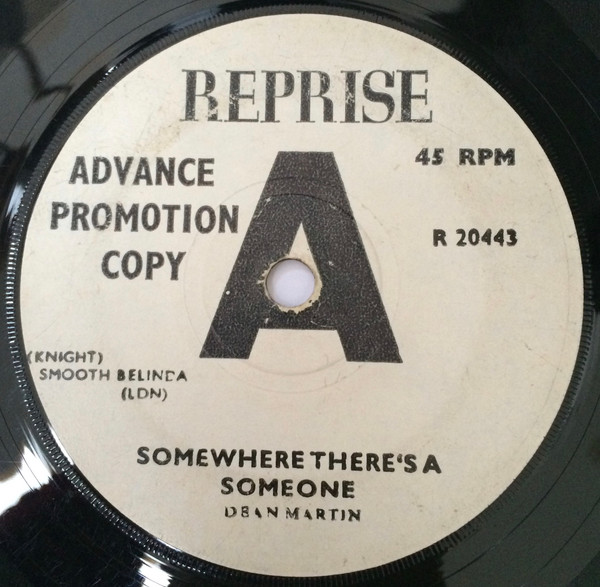 REPRISE
ADVANCE
PROMOTION
COPY
A
45 RPM
R 20443
(KNIGHT)
SMOOTH BELINDA
(LDN)
SOMEWHERE THERE'S A
SOMEONE
DEAN MARTIN